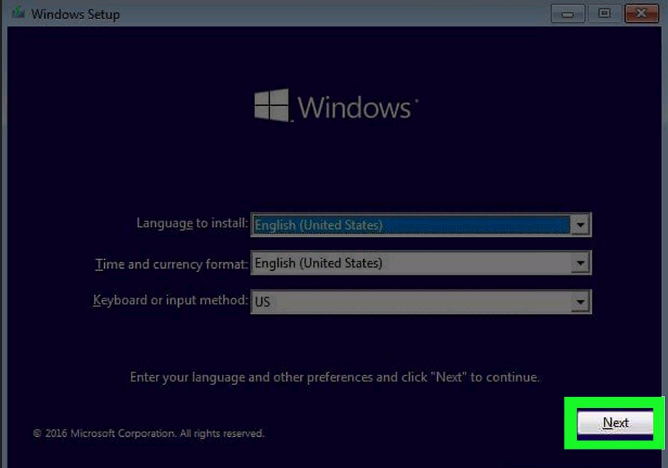 Windows Setup
Windows
Language to install: English (United States)
Time and currency format: English (United States)
Keyboard or input method: US
Enter your language and other preferences and click "Next" to continue.
Next
© 2016 Microsoft Corporation. All rights reserved.